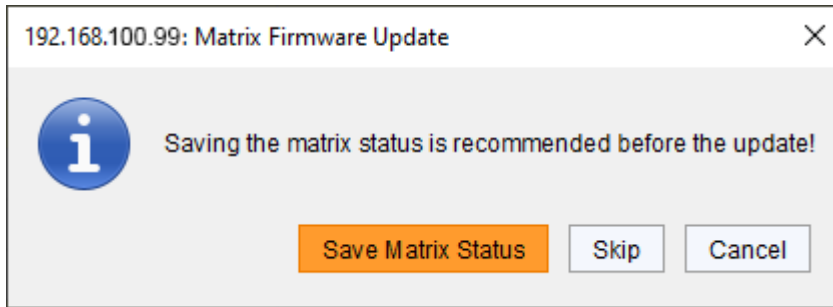 192.168.100.99: Matrix Firmware Update
Saving the matrix status is recommended before the update!
Save Matrix Status Skip Cancel